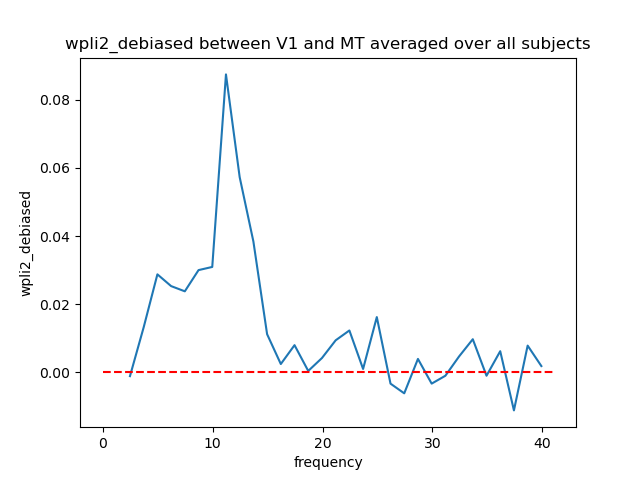 wpli2_debiased between V1 and MT averaged over all subjects
wpli2_debiased
0.08
0.06
0.04
0.02
0.00
0 10 20 30 40
frequency